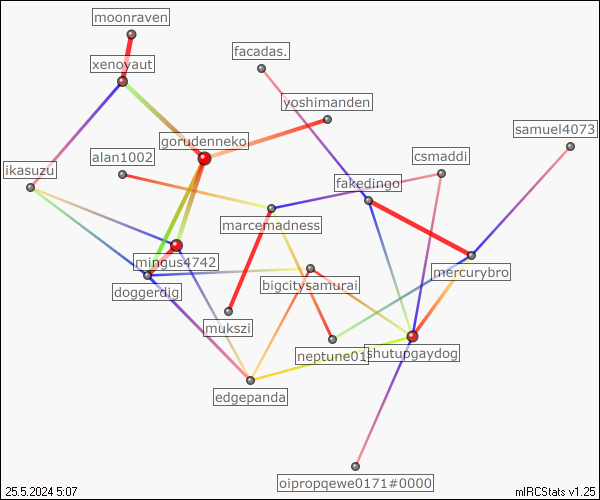 moonraven
facadas.
xenoyaut
yoshimanden
samuel4073
gorudenneko
alan1002
csmaddi
ikasuzu
fakedingo
marcemadness
mingus4742
mercurybro
bigcitysamurai
doggerdig
mukszi
neptune01
shutupgaydog
edgepanda
oipropqewe0171#0000
25.5.2024 5:07
mIRCStats v1.25